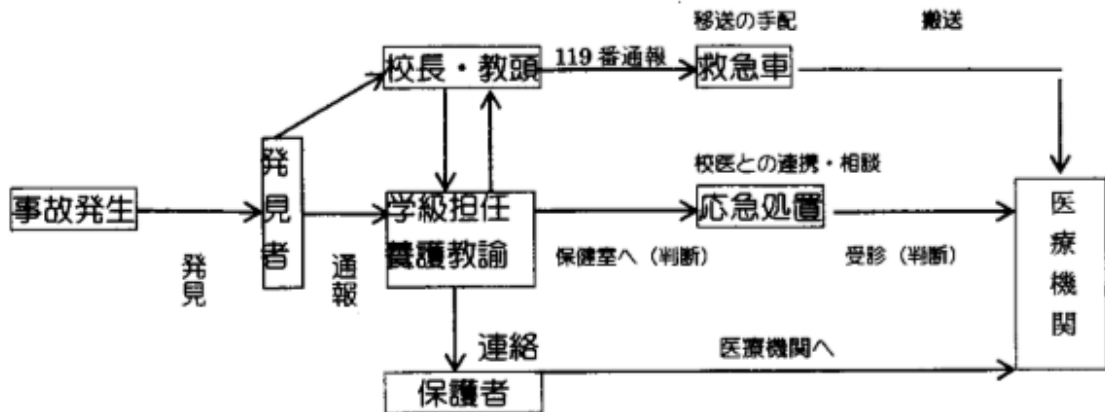 移送の手配 搬送
校長・教頭 119番通報 救急車
校医との連携・相談
事故発生 発見者 学級担任 応急処置 医療機関
養護教諭 保健室へ（判断） 受診（判断）
発見 通報
連絡 医療機関へ
保護者